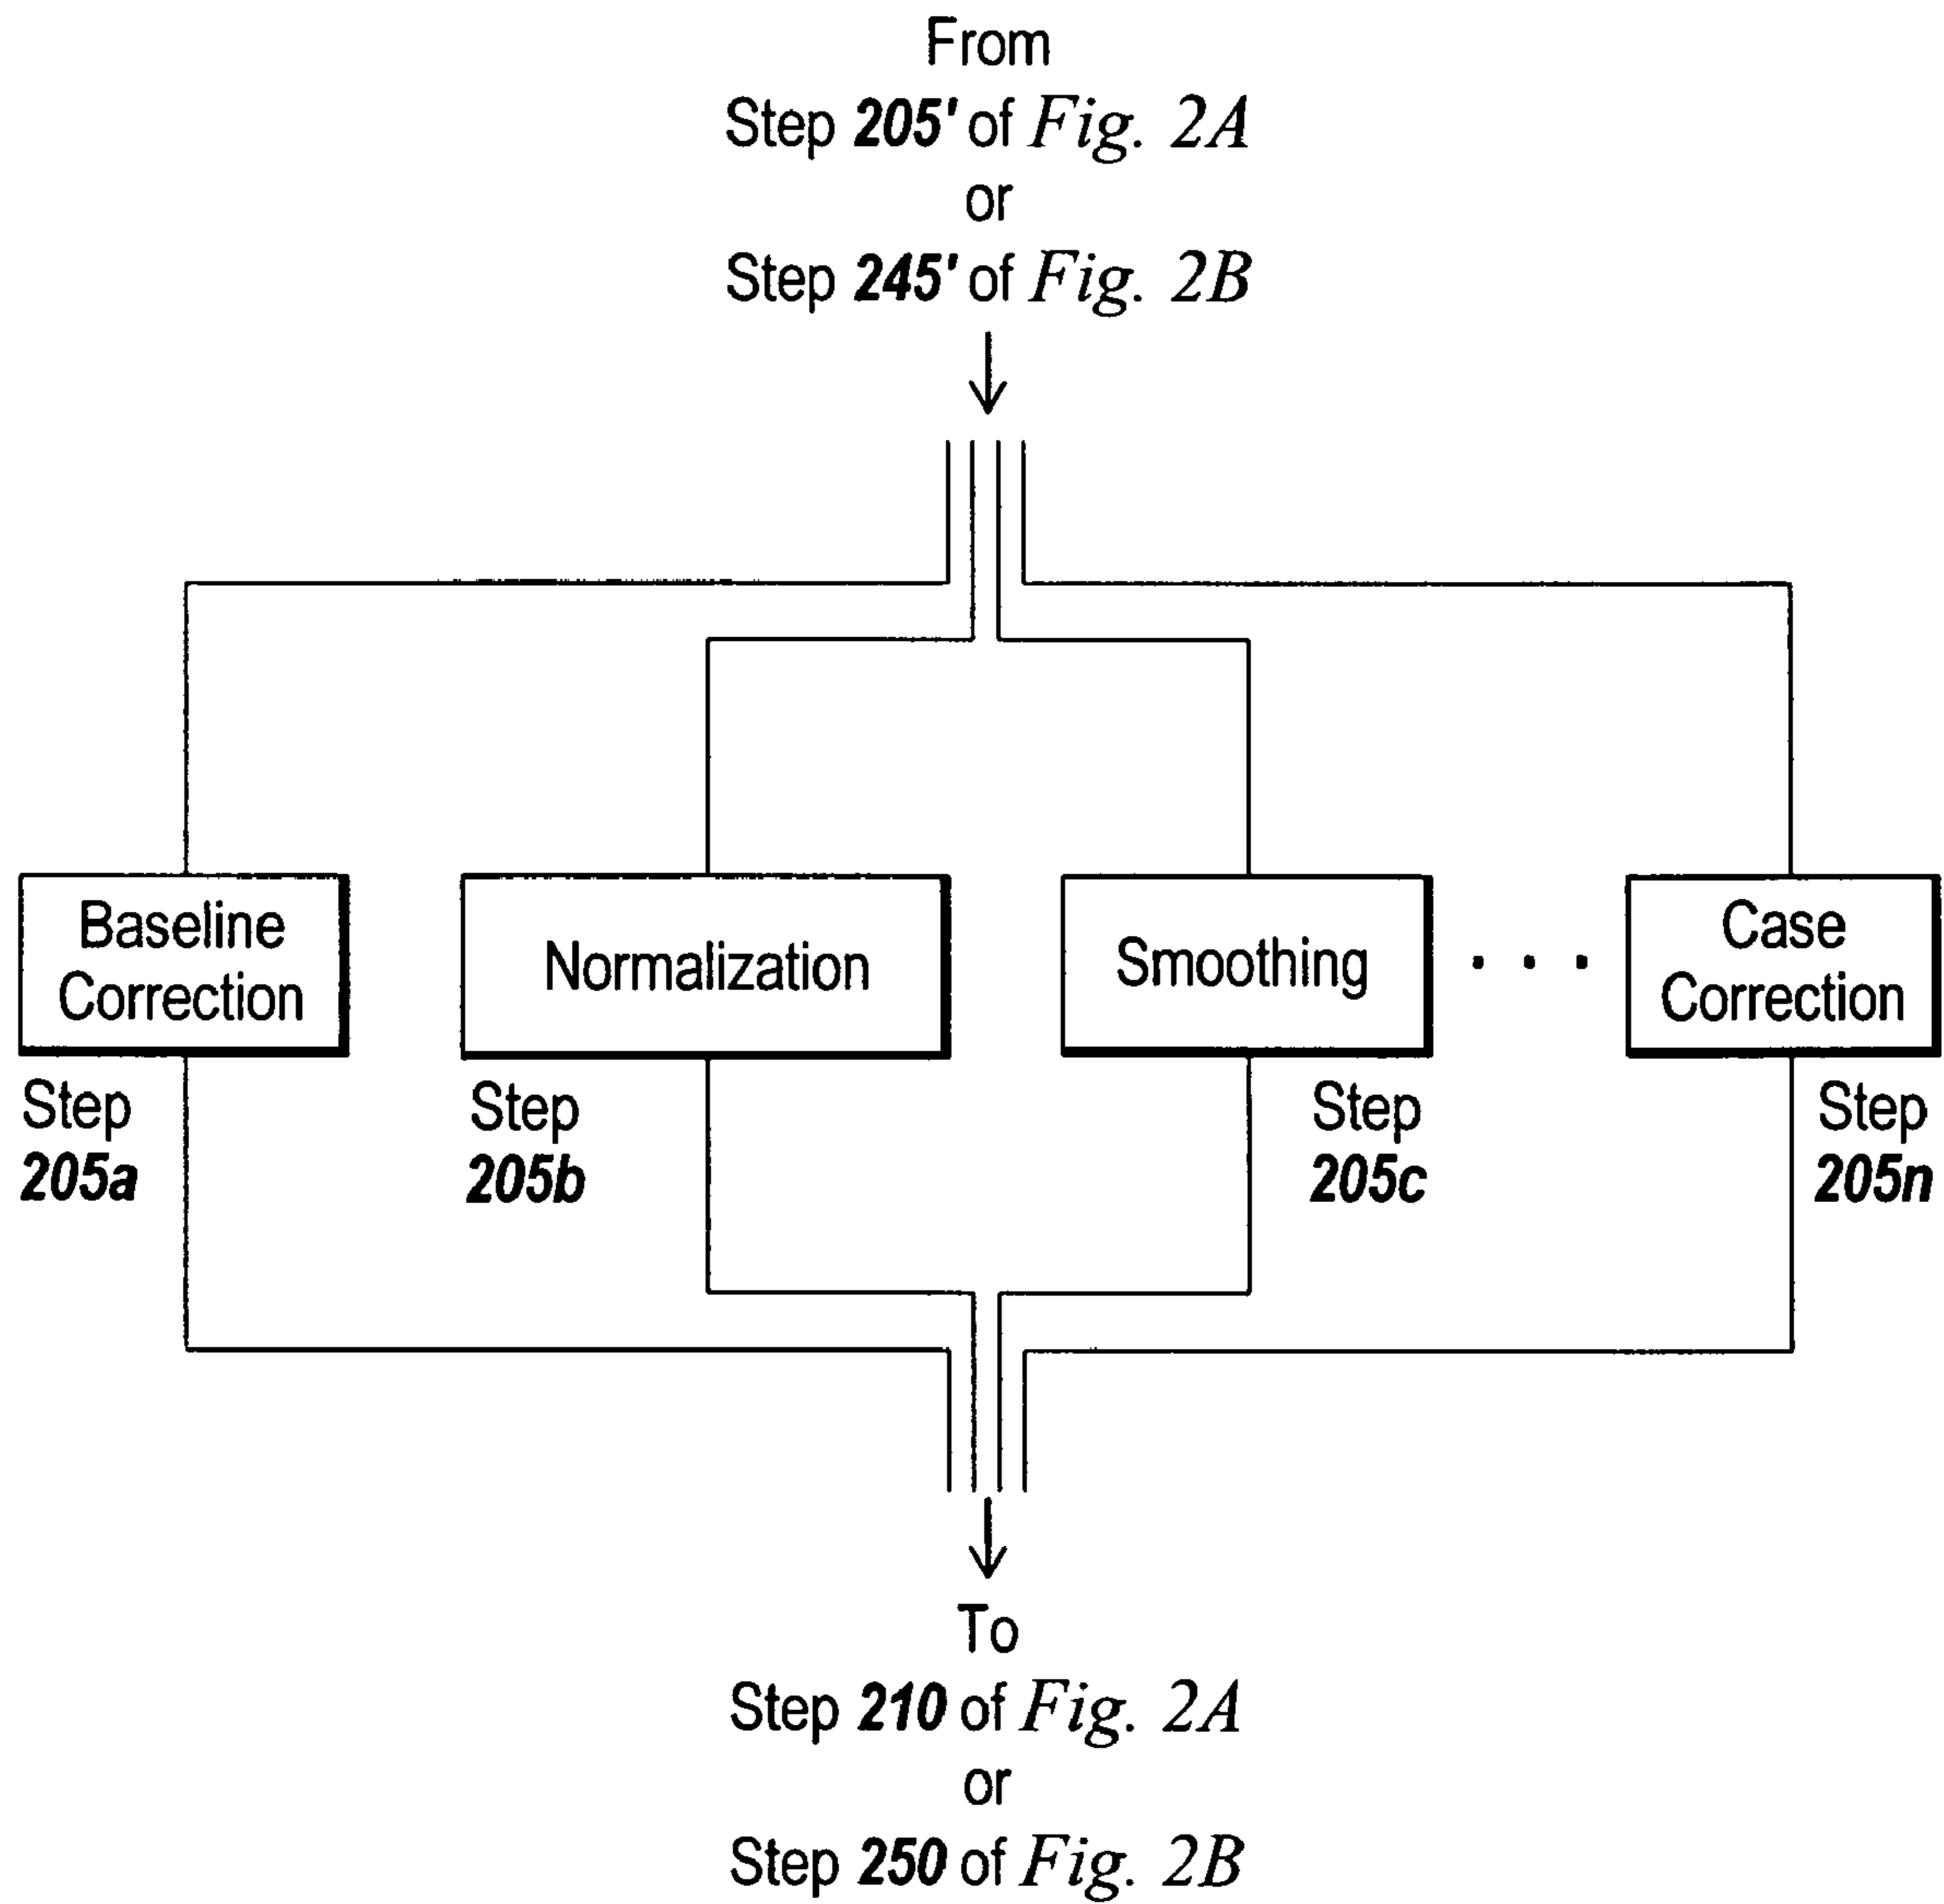 From
Step 205' of Fig. 2A
or
Step 245' of Fig. 2B
Baseline
Correction
Normalization
Smoothing
. . .
Case
Correction
Step
205a
Step
205b
Step
205c
Step
205n
To
Step 210 of Fig. 2A
or
Step 250 of Fig. 2B